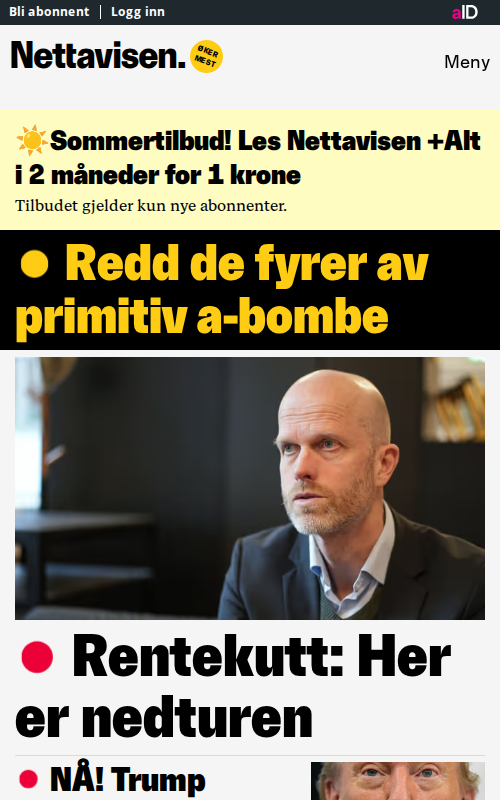 Bli abonnent | Logg inn
aID
Nettavisen.
ØKER
MEST
Meny
☀️Sommertilbud! Les Nettavisen +Alt
i 2 måneder for 1 krone
Tilbudet gjelder kun nye abonnenter.
Redd de fyrer av
primitiv a-bombe
Rentekutt: Her
er nedturen
NÅ! Trump